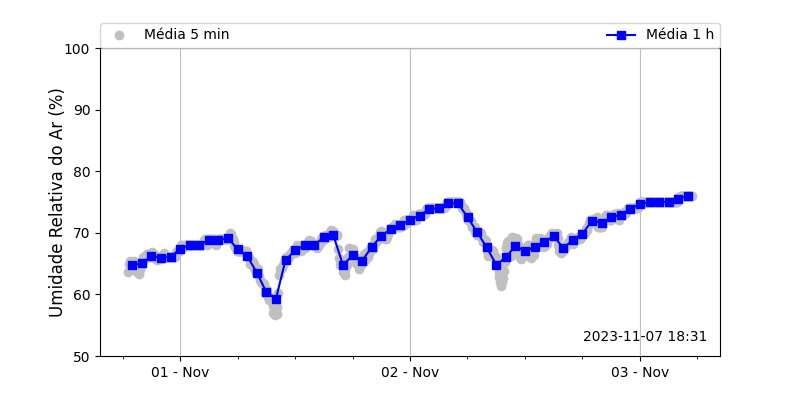 Média 5 min
Média 1 h
Umidade Relativa do Ar (%)
100
90
80
70
60
50
2023-11-07 18:31
01 - Nov
02 - Nov
03 - Nov